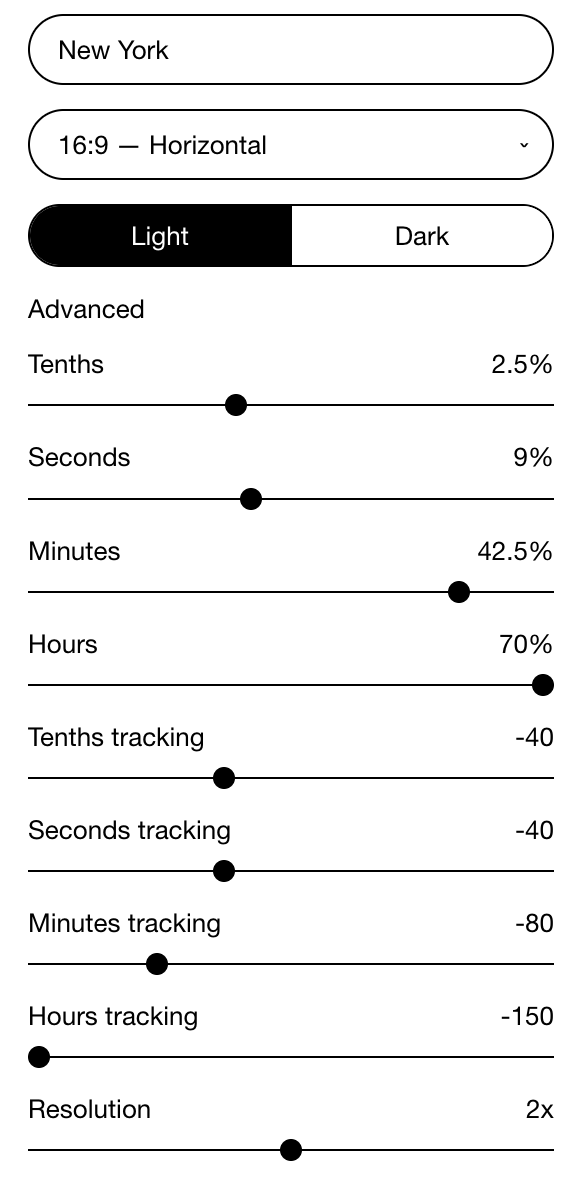 New York
16:9 — Horizontal
Light Dark
Advanced
Tenths 2.5%
Seconds 9%
Minutes 42.5%
Hours 70%
Tenths tracking -40
Seconds tracking -40
Minutes tracking -80
Hours tracking -150
Resolution 2x